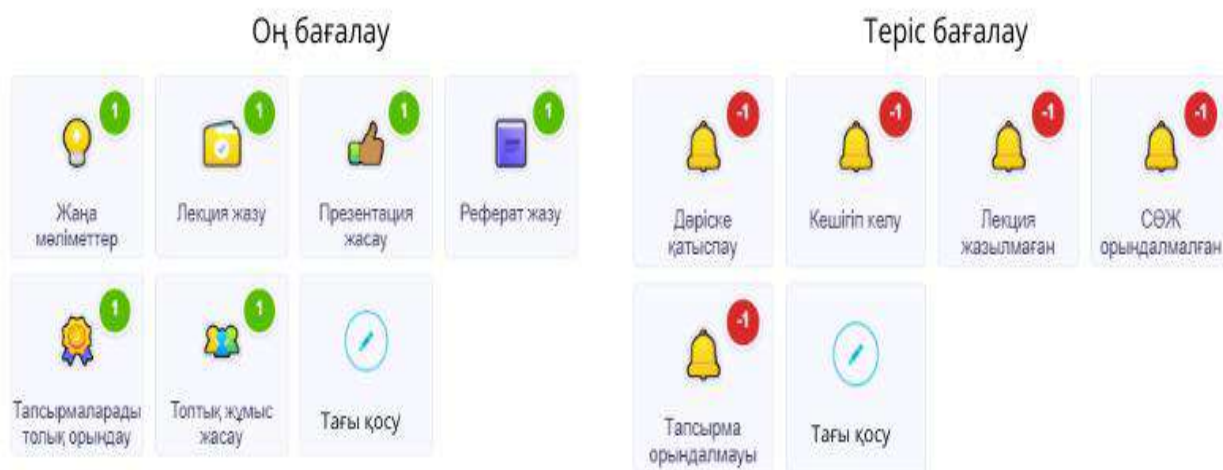 Оң бағалау
1
1
1
1
Жаңа
мәліметтер
Лекция жазу
Презентация
жасау
Реферат жазу
1
1
Тапсырмаларады
толық орындау
Топтық жұмыс
жасау
Тағы қосу
Теріс бағалау
-1
-1
-1
-1
Дәріске
қатыспау
Кешігіп келу
Лекция
жазылмаған
СӨЖ
орындалмалған
-1
Тапсырма
орындалмауы
Тағы қосу